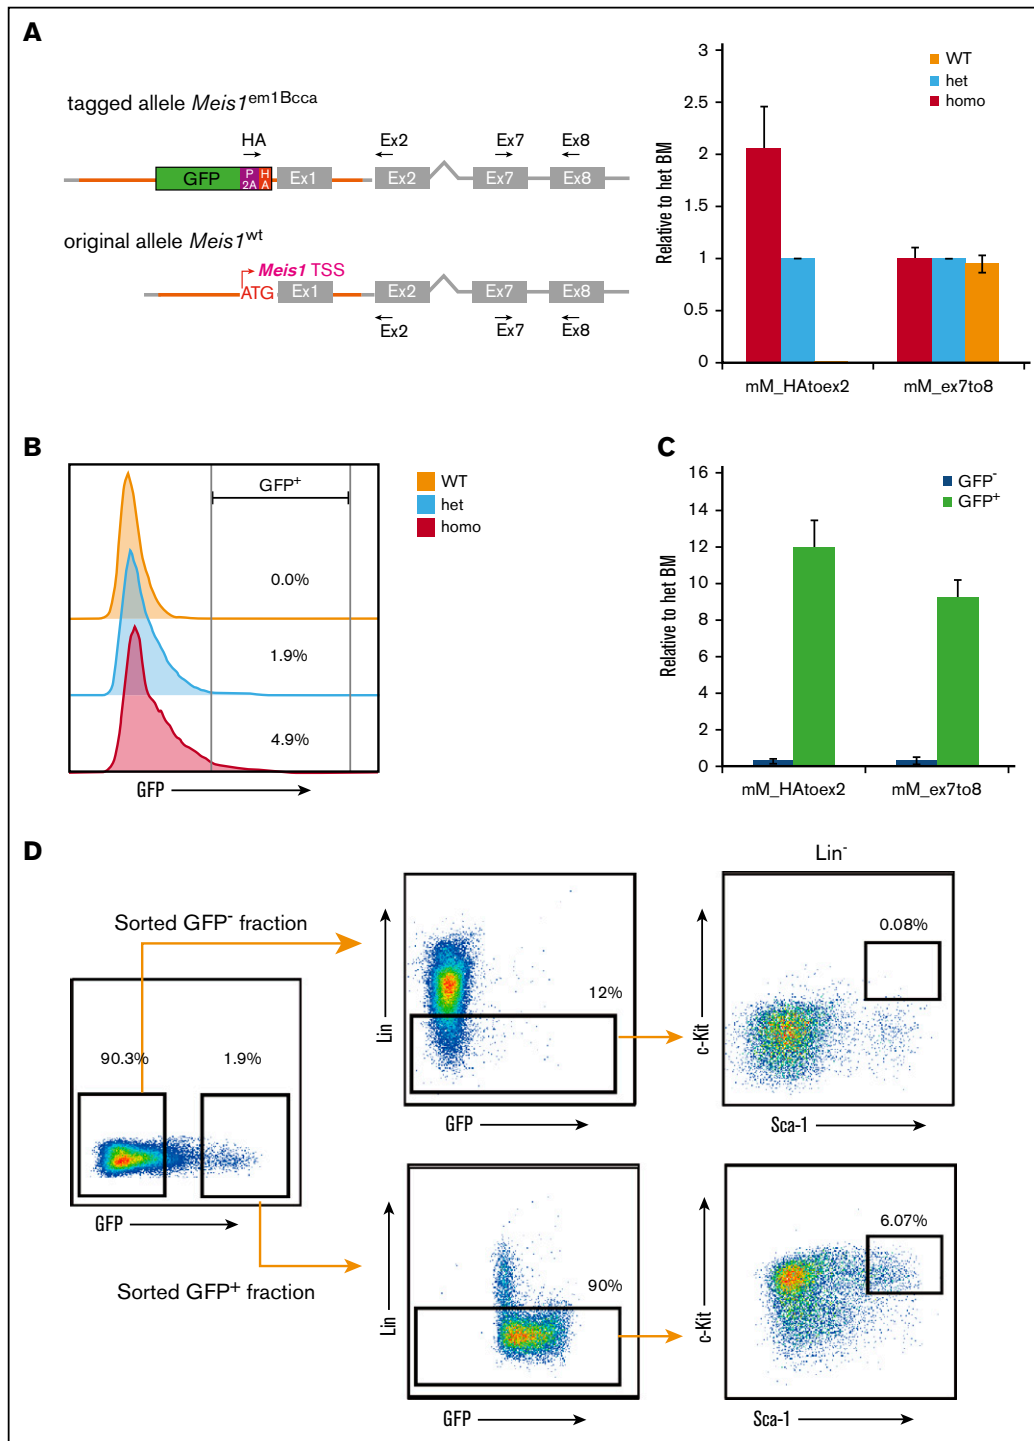 A
tagged allele Meis1em1Bcca
HA
Ex2
Ex7
Ex8
GFP
P
2A
H
A
Ex1
Ex2
Ex7
Ex8
original allele Meis1wt
Meis1 TSS
ATG
Ex1
Ex2
Ex7
Ex8
Ex2
Ex7
Ex8
Relative to het BM
3
2.5
2
1.5
1
0.5
0
WT
het
homo
mM_HAtoex2
mM_ex7to8
B
GFP+
0.0%
1.9%
4.9%
GFP
WT
het
homo
C
Relative to het BM
16
14
12
10
8
6
4
2
0
GFP-
GFP+
mM_HAtoex2
mM_ex7to8
D
Sorted GFP- fraction
90.3%
1.9%
GFP
Sorted GFP+ fraction
Lin
12%
GFP
Lin-
c-Kit
0.08%
Sca-1
Lin
90%
GFP
c-Kit
6.07%
Sca-1